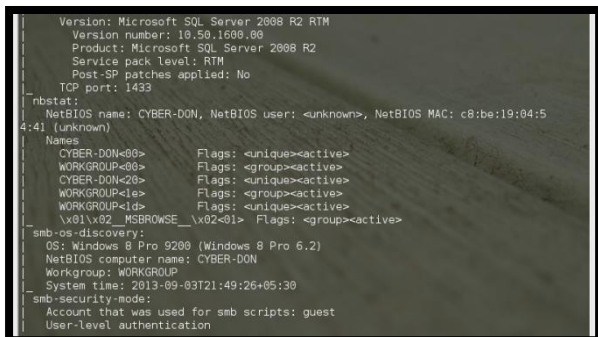 | Version: Microsoft SQL Server 2008 R2 RTM
| Version number: 10.50.1600.00
| Product: Microsoft SQL Server 2008 R2
| Service pack level: RTM
| Post-SP patches applied: No
|_ TCP port: 1433
| nbstat:
| NetBIOS name: CYBER-DON, NetBIOS user: <unknown>, NetBIOS MAC: c8:be:19:04:5
4:41 (unknown)
| Names
| CYBER-DON<00> Flags: <unique><active>
| WORKGROUP<00> Flags: <group><active>
| CYBER-DON<20> Flags: <unique><active>
| WORKGROUP<1e> Flags: <group><active>
| WORKGROUP<1d> Flags: <unique><active>
|_ \x01\x02__MSBROWSE__\x02<01> Flags: <group><active>
| smb-os-discovery:
| OS: Windows 8 Pro 9200 (Windows 8 Pro 6.2)
| NetBIOS computer name: CYBER-DON
| Workgroup: WORKGROUP
|_ System time: 2013-09-03T21:49:26+05:30
| smb-security-mode:
| Account that was used for smb scripts: guest
| User-level authentication